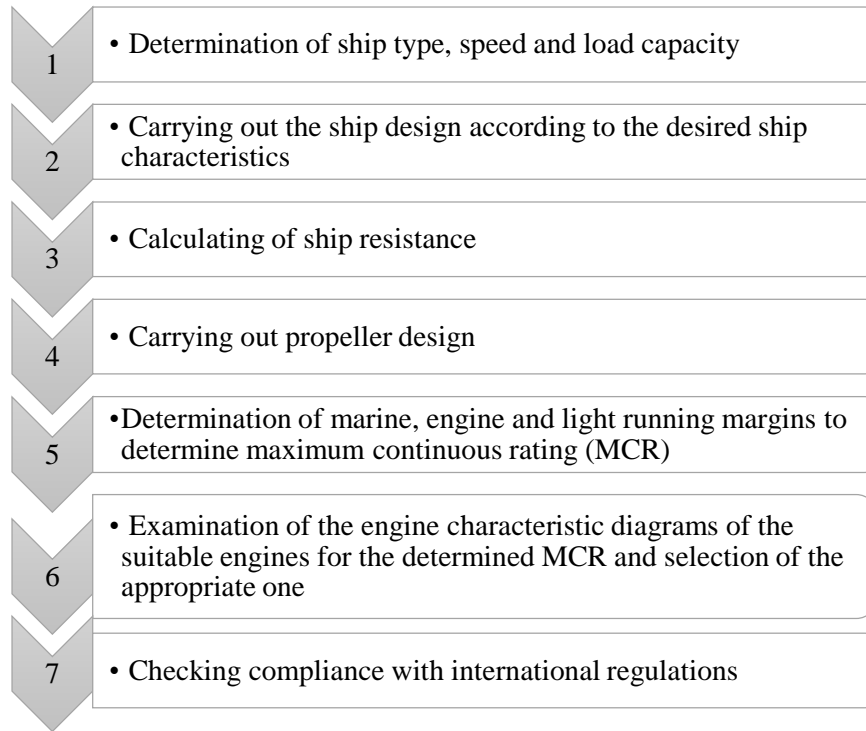 1
• Determination of ship type, speed and load capacity
2
• Carrying out the ship design according to the desired ship
characteristics
3
• Calculating of ship resistance
4
• Carrying out propeller design
5
•Determination of marine, engine and light running margins to
determine maximum continuous rating (MCR)
6
• Examination of the engine characteristic diagrams of the
suitable engines for the determined MCR and selection of the
appropriate one
7
• Checking compliance with international regulations